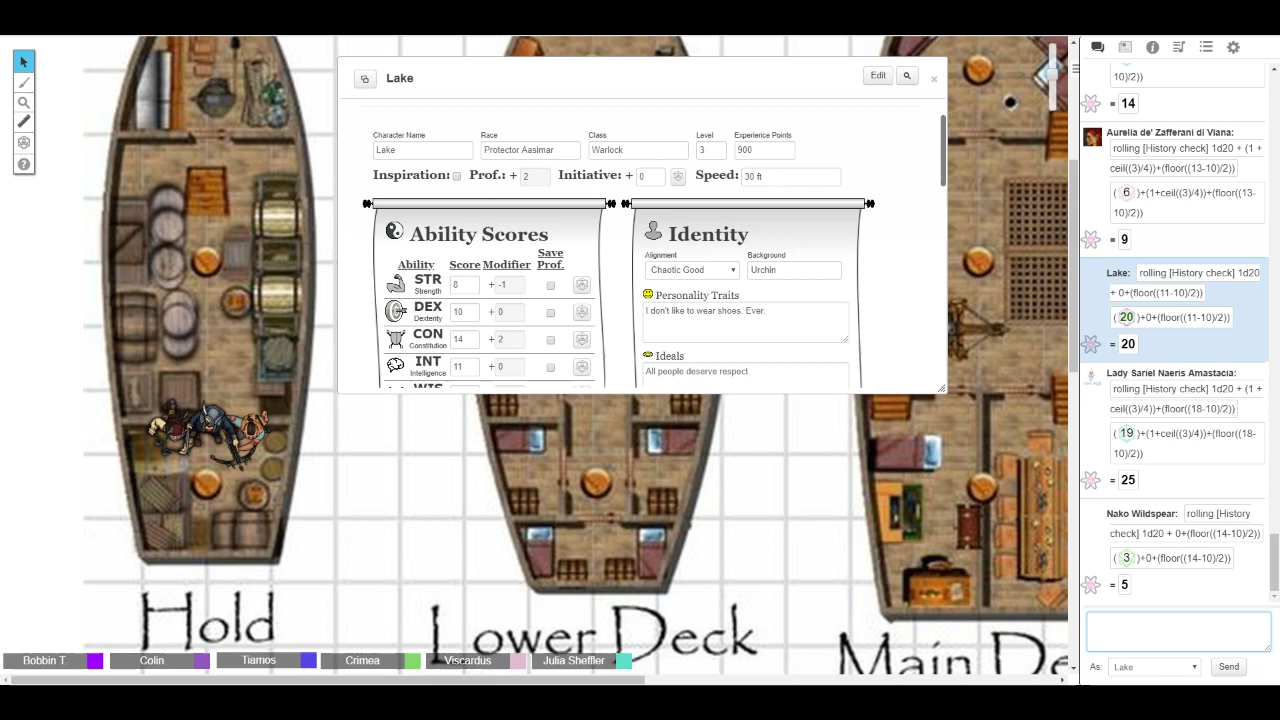 Lake
Edit
Character Name Race Class Level Experience Points
Lake Protector Aasimar Warlock 3 900
Inspiration: Prof.: + 2 Initiative: + 0 Speed: 30 ft
Ability Scores
Ability Score Modifier Save Prof.
STR 8 + -1
Strength
DEX 10 + 0
Dexterity
CON 14 + 2
Constitution
INT 11 + 0
Intelligence
WIS
Identity
Alignment Background
Chaotic Good Urchin
Personality Traits
I don't like to wear shoes. Ever.
Ideals
All people deserve respect
Hold
Lower Deck
Main De
Bobbin T. Colin Tiamos Crimea Viscardus Julia Sheffler
10)/2))
= 14
Aurelia de' Zafferani di Viana:
rolling [History check] 1d20 + (1 +
ceil((3)/4))+(floor((13-10)/2))
( 6 )+(1+ceil((3)/4))+(floor((13-
10)/2))
= 9
Lake: rolling [History check] 1d20
+ 0+(floor((11-10)/2))
( 20 )+0+(floor((11-10)/2))
= 20
Lady Sariel Naeris Amastacia:
rolling [History check] 1d20 + (1 +
ceil((3)/4))+(floor((18-10)/2))
( 19 )+(1+ceil((3)/4))+(floor((18-
10)/2))
= 25
Nako Wildspear: rolling [History
check] 1d20 + 0+(floor((14-10)/2))
( 3 )+0+(floor((14-10)/2))
= 5
As: Lake Send